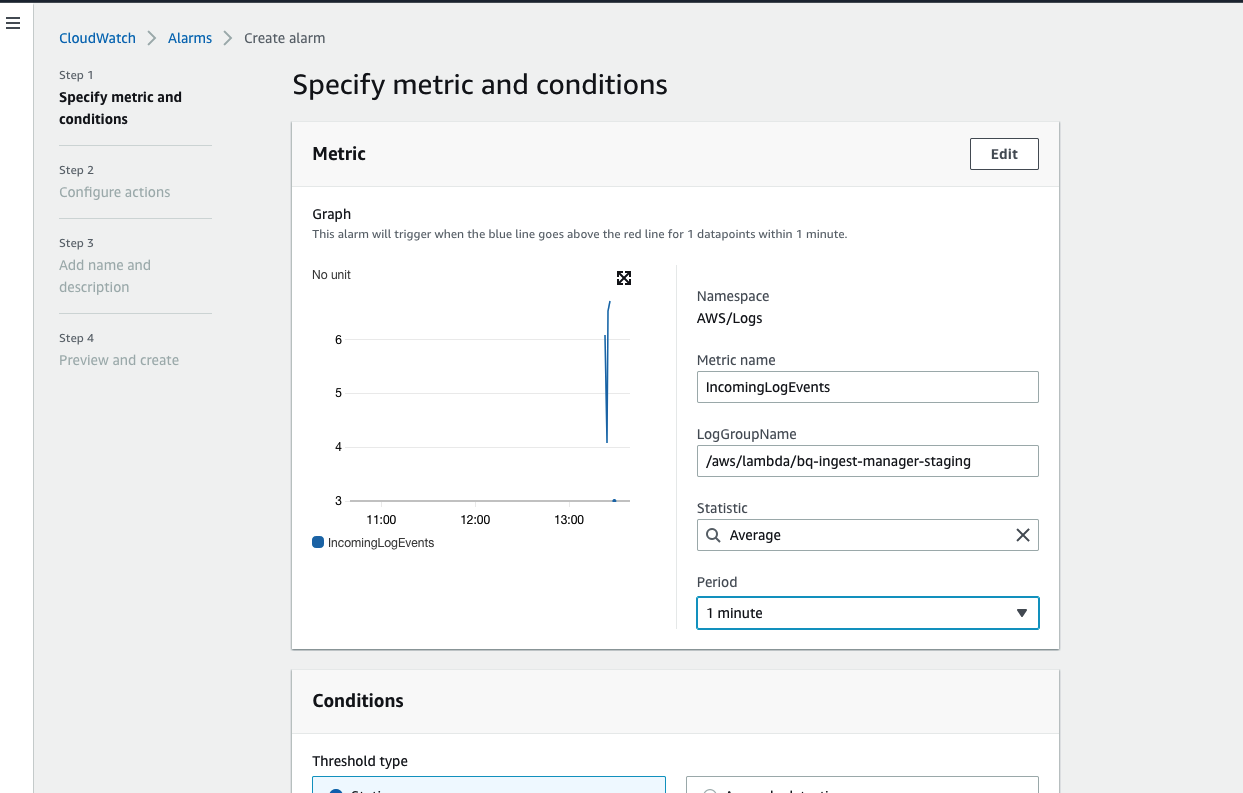 CloudWatch > Alarms > Create alarm
Step 1
Specify metric and
conditions
Step 2
Configure actions
Step 3
Add name and
description
Step 4
Preview and create
Specify metric and conditions
Metric
Edit
Graph
This alarm will trigger when the blue line goes above the red line for 1 datapoints within 1 minute.
No unit
6
5
4
3
11:00 12:00 13:00
IncomingLogEvents
Namespace
AWS/Logs
Metric name
IncomingLogEvents
LogGroupName
/aws/lambda/bq-ingest-manager-staging
Statistic
Average
Period
1 minute
Conditions
Threshold type